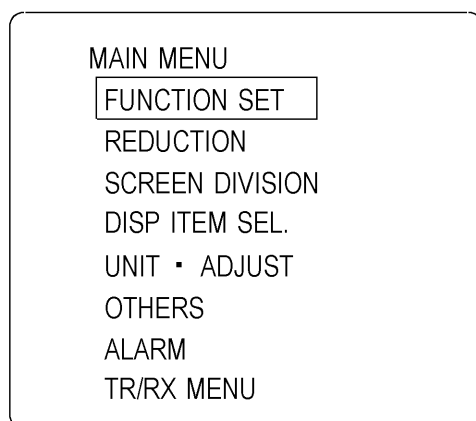 MAIN MENU
FUNCTION SET
REDUCTION
SCREEN DIVISION
DISP ITEM SEL.
UNIT ▪ ADJUST
OTHERS
ALARM
TR/RX MENU